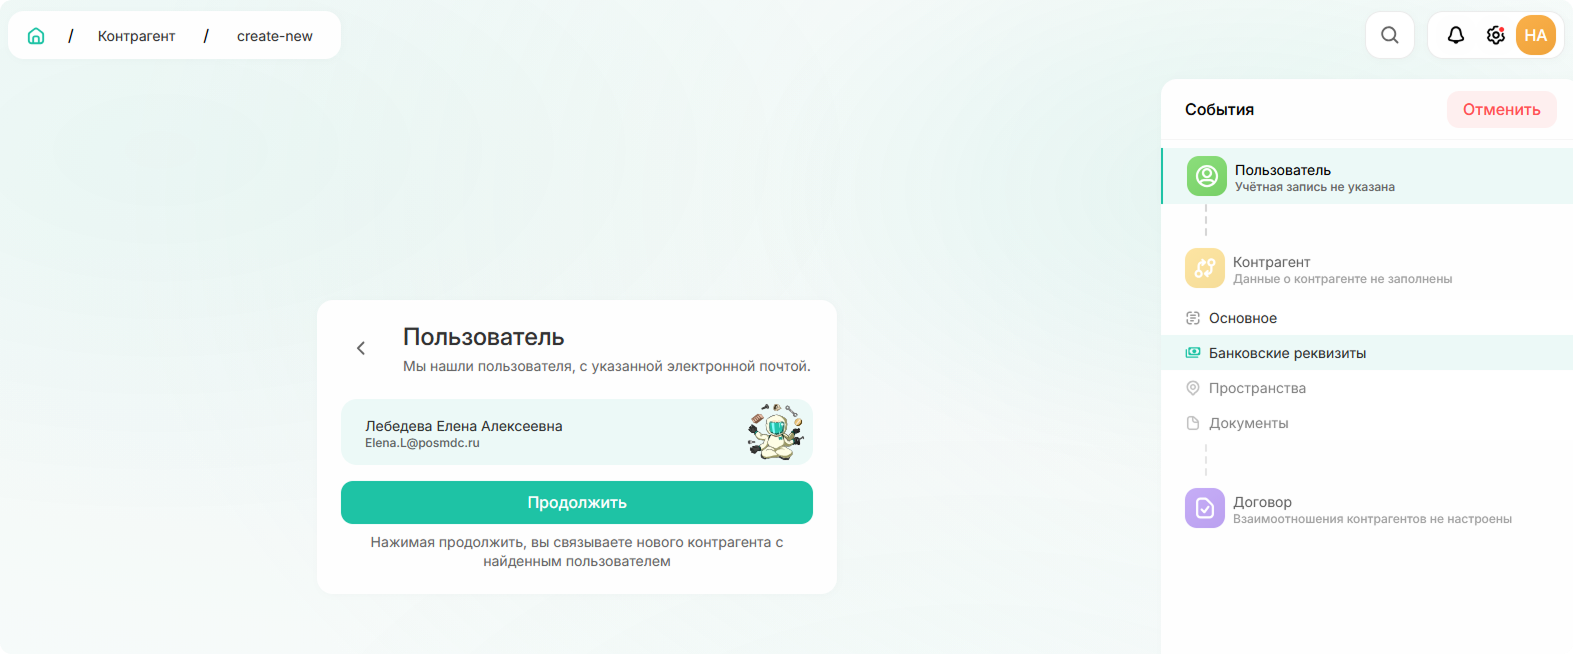 / Контрагент / create-new
НА
События
Отменить
Пользователь
Учётная запись не указана
Контрагент
Данные о контрагенте не заполнены
Основное
Банковские реквизиты
Пространства
Документы
Договор
Взаимоотношения контрагентов не настроены
Пользователь
Мы нашли пользователя, с указанной электронной почтой.
Лебедева Елена Алексеевна
Elena.L@posmdc.ru
Продолжить
Нажимая продолжить, вы связываете нового контрагента с
найденным пользователем